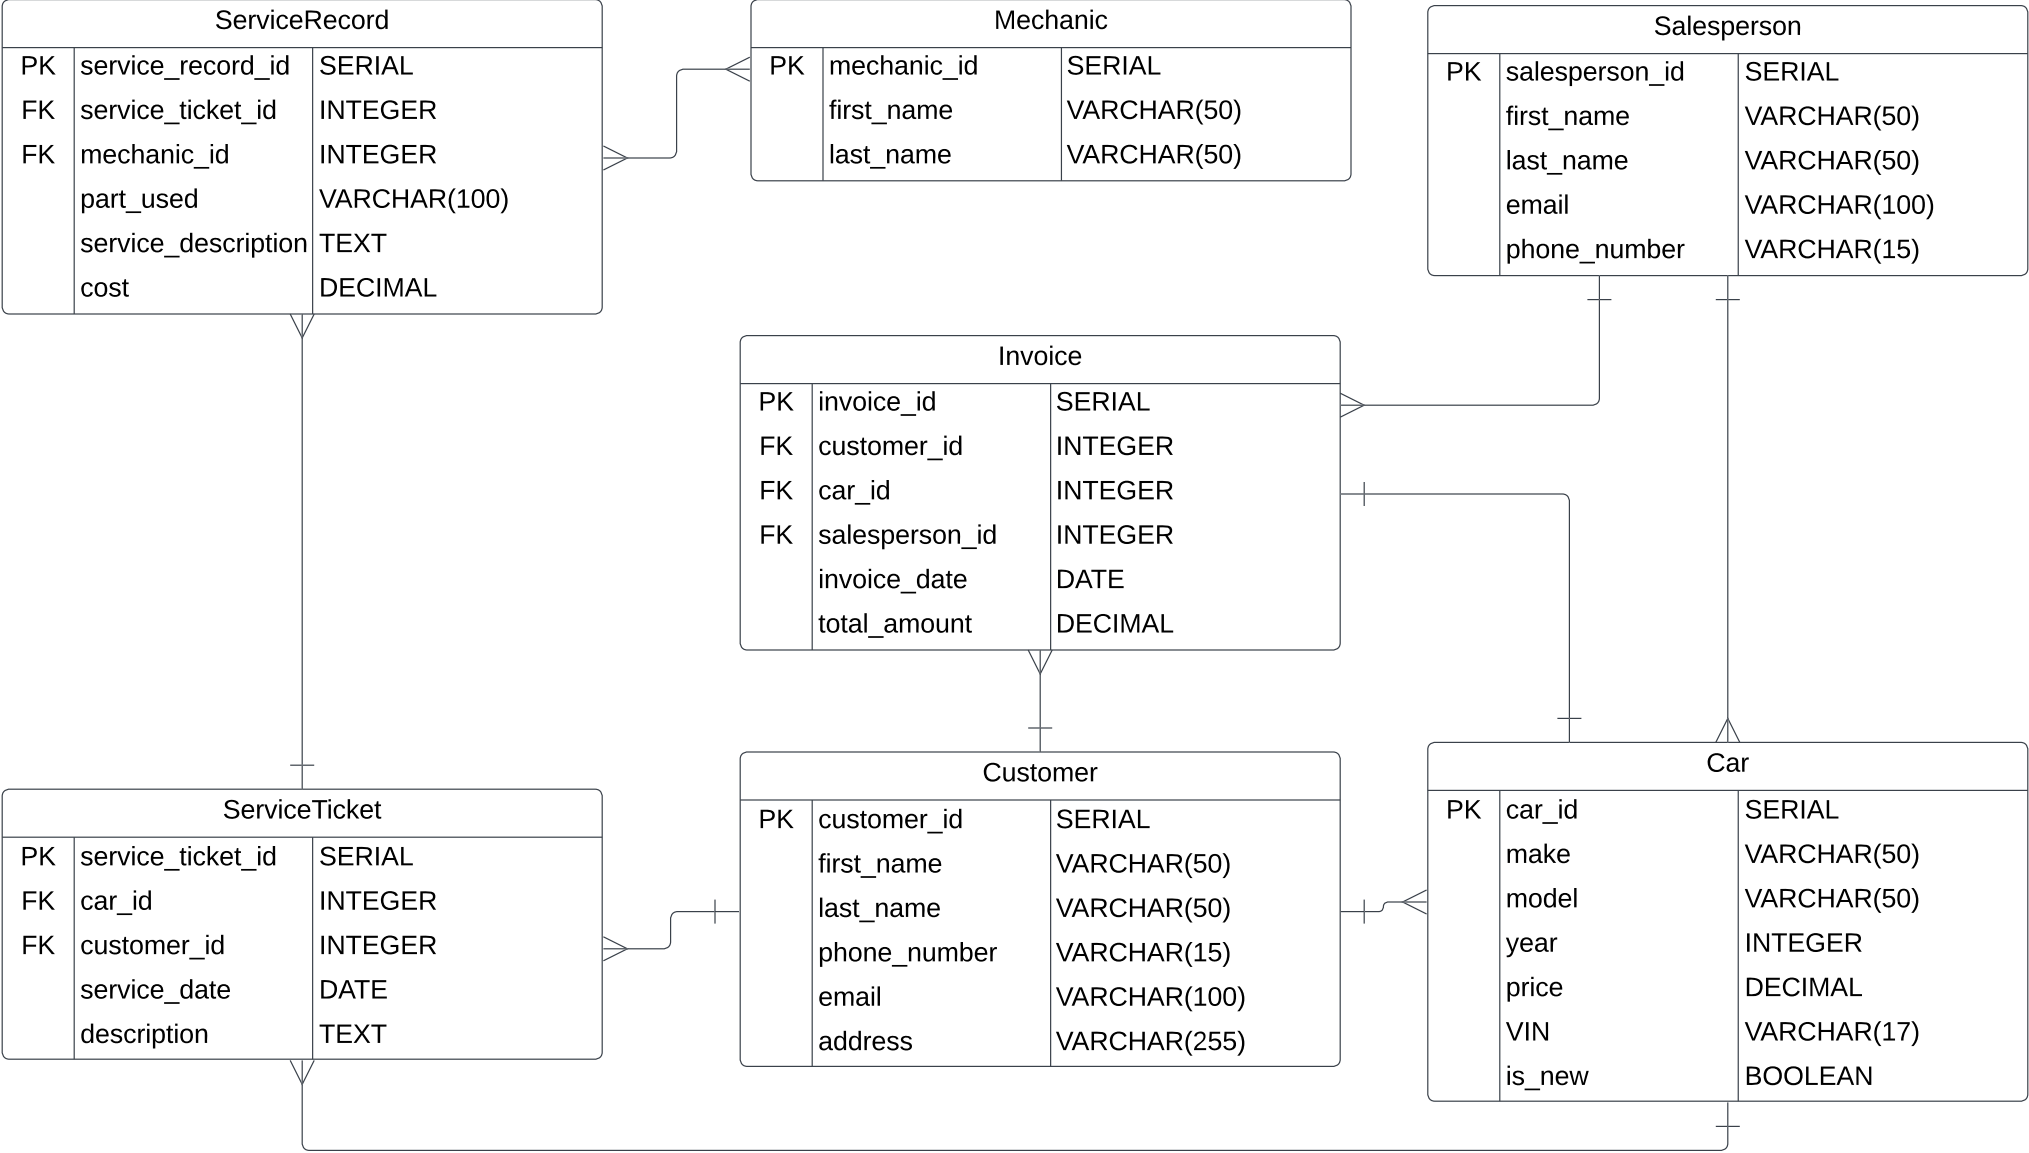 ServiceRecord
PK service_record_id SERIAL
FK service_ticket_id INTEGER
FK mechanic_id INTEGER
part_used VARCHAR(100)
service_description TEXT
cost DECIMAL
Mechanic
PK mechanic_id SERIAL
first_name VARCHAR(50)
last_name VARCHAR(50)
Salesperson
PK salesperson_id SERIAL
first_name VARCHAR(50)
last_name VARCHAR(50)
email VARCHAR(100)
phone_number VARCHAR(15)
Invoice
PK invoice_id SERIAL
FK customer_id INTEGER
FK car_id INTEGER
FK salesperson_id INTEGER
invoice_date DATE
total_amount DECIMAL
ServiceTicket
PK service_ticket_id SERIAL
FK car_id INTEGER
FK customer_id INTEGER
service_date DATE
description TEXT
Customer
PK customer_id SERIAL
first_name VARCHAR(50)
last_name VARCHAR(50)
phone_number VARCHAR(15)
email VARCHAR(100)
address VARCHAR(255)
Car
PK car_id SERIAL
make VARCHAR(50)
model VARCHAR(50)
year INTEGER
price DECIMAL
VIN VARCHAR(17)
is_new BOOLEAN